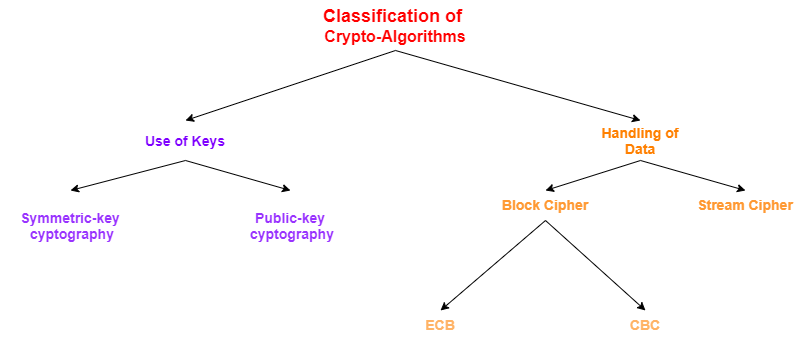 Classification of
Crypto-Algorithms
Use of Keys
Handling of
Data
Symmetric-key
cyptography
Public-key
cyptography
Block Cipher
Stream Cipher
ECB
CBC